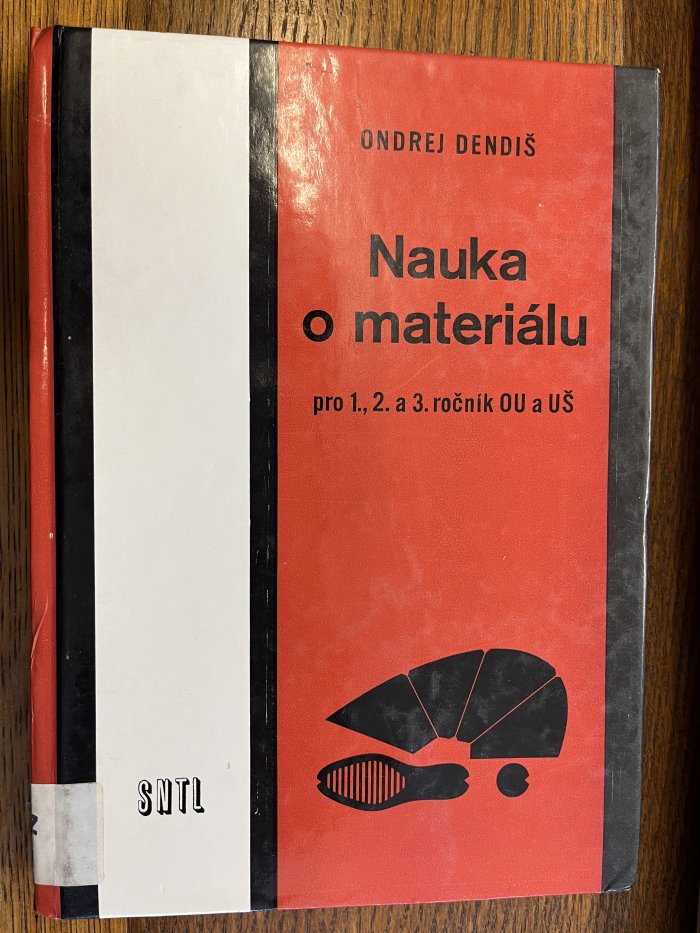 ONDREJ DENDIŠ
Nauka
o materiálu
pro 1., 2. a 3. ročník OU a UŠ
SNTL